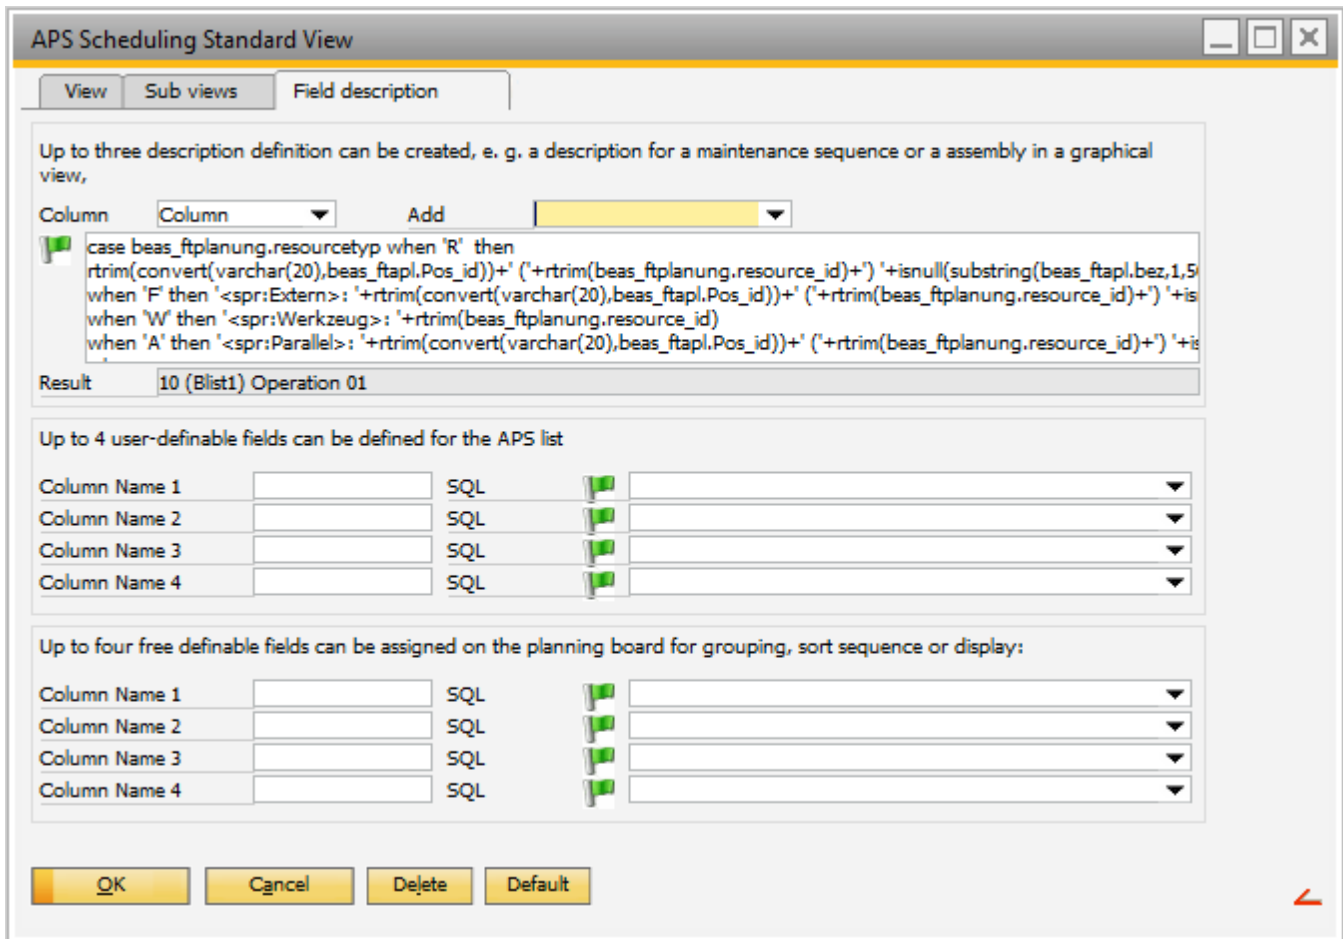 APS Scheduling Standard View
View Sub views Field description
Up to three description definition can be created, e. g. a description for a maintenance sequence or a assembly in a graphical
view,
Column Column Add
case beas_ftplanung.resourcetyp when 'R'  then
rtrim(convert(varchar(20),beas_ftapl.Pos_id))+' ('+rtrim(beas_ftplanung.resource_id)+') '+isnull(substring(beas_ftapl.bez,1,5
when 'F' then '<spr:Extern>: '+rtrim(convert(varchar(20),beas_ftapl.Pos_id))+' ('+rtrim(beas_ftplanung.resource_id)+') '+is
when 'W' then '<spr:Werkzeug>: '+rtrim(beas_ftplanung.resource_id)
when 'A' then '<spr:Parallel>: '+rtrim(convert(varchar(20),beas_ftapl.Pos_id))+' ('+rtrim(beas_ftplanung.resource_id)+') '+is
Result 10 (Blist1) Operation 01
Up to 4 user-definable fields can be defined for the APS list
Column Name 1 SQL
Column Name 2 SQL
Column Name 3 SQL
Column Name 4 SQL
Up to four free definable fields can be assigned on the planning board for grouping, sort sequence or display:
Column Name 1 SQL
Column Name 2 SQL
Column Name 3 SQL
Column Name 4 SQL
OK Cancel Delete Default